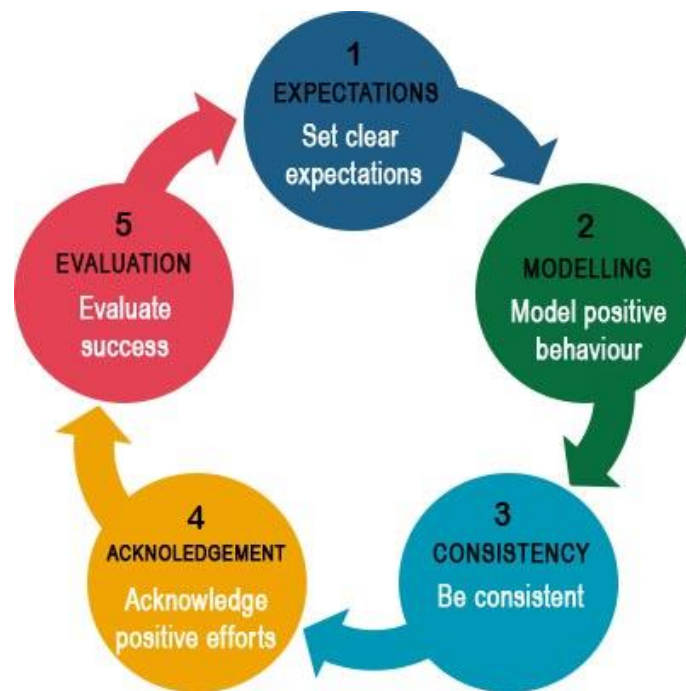 1
EXPECTATIONS
Set clear
expectations
2
MODELLING
Model positive
behaviour
3
CONSISTENCY
Be consistent
4
ACKNOLEDGEMENT
Acknowledge
positive efforts
5
EVALUATION
Evaluate
success